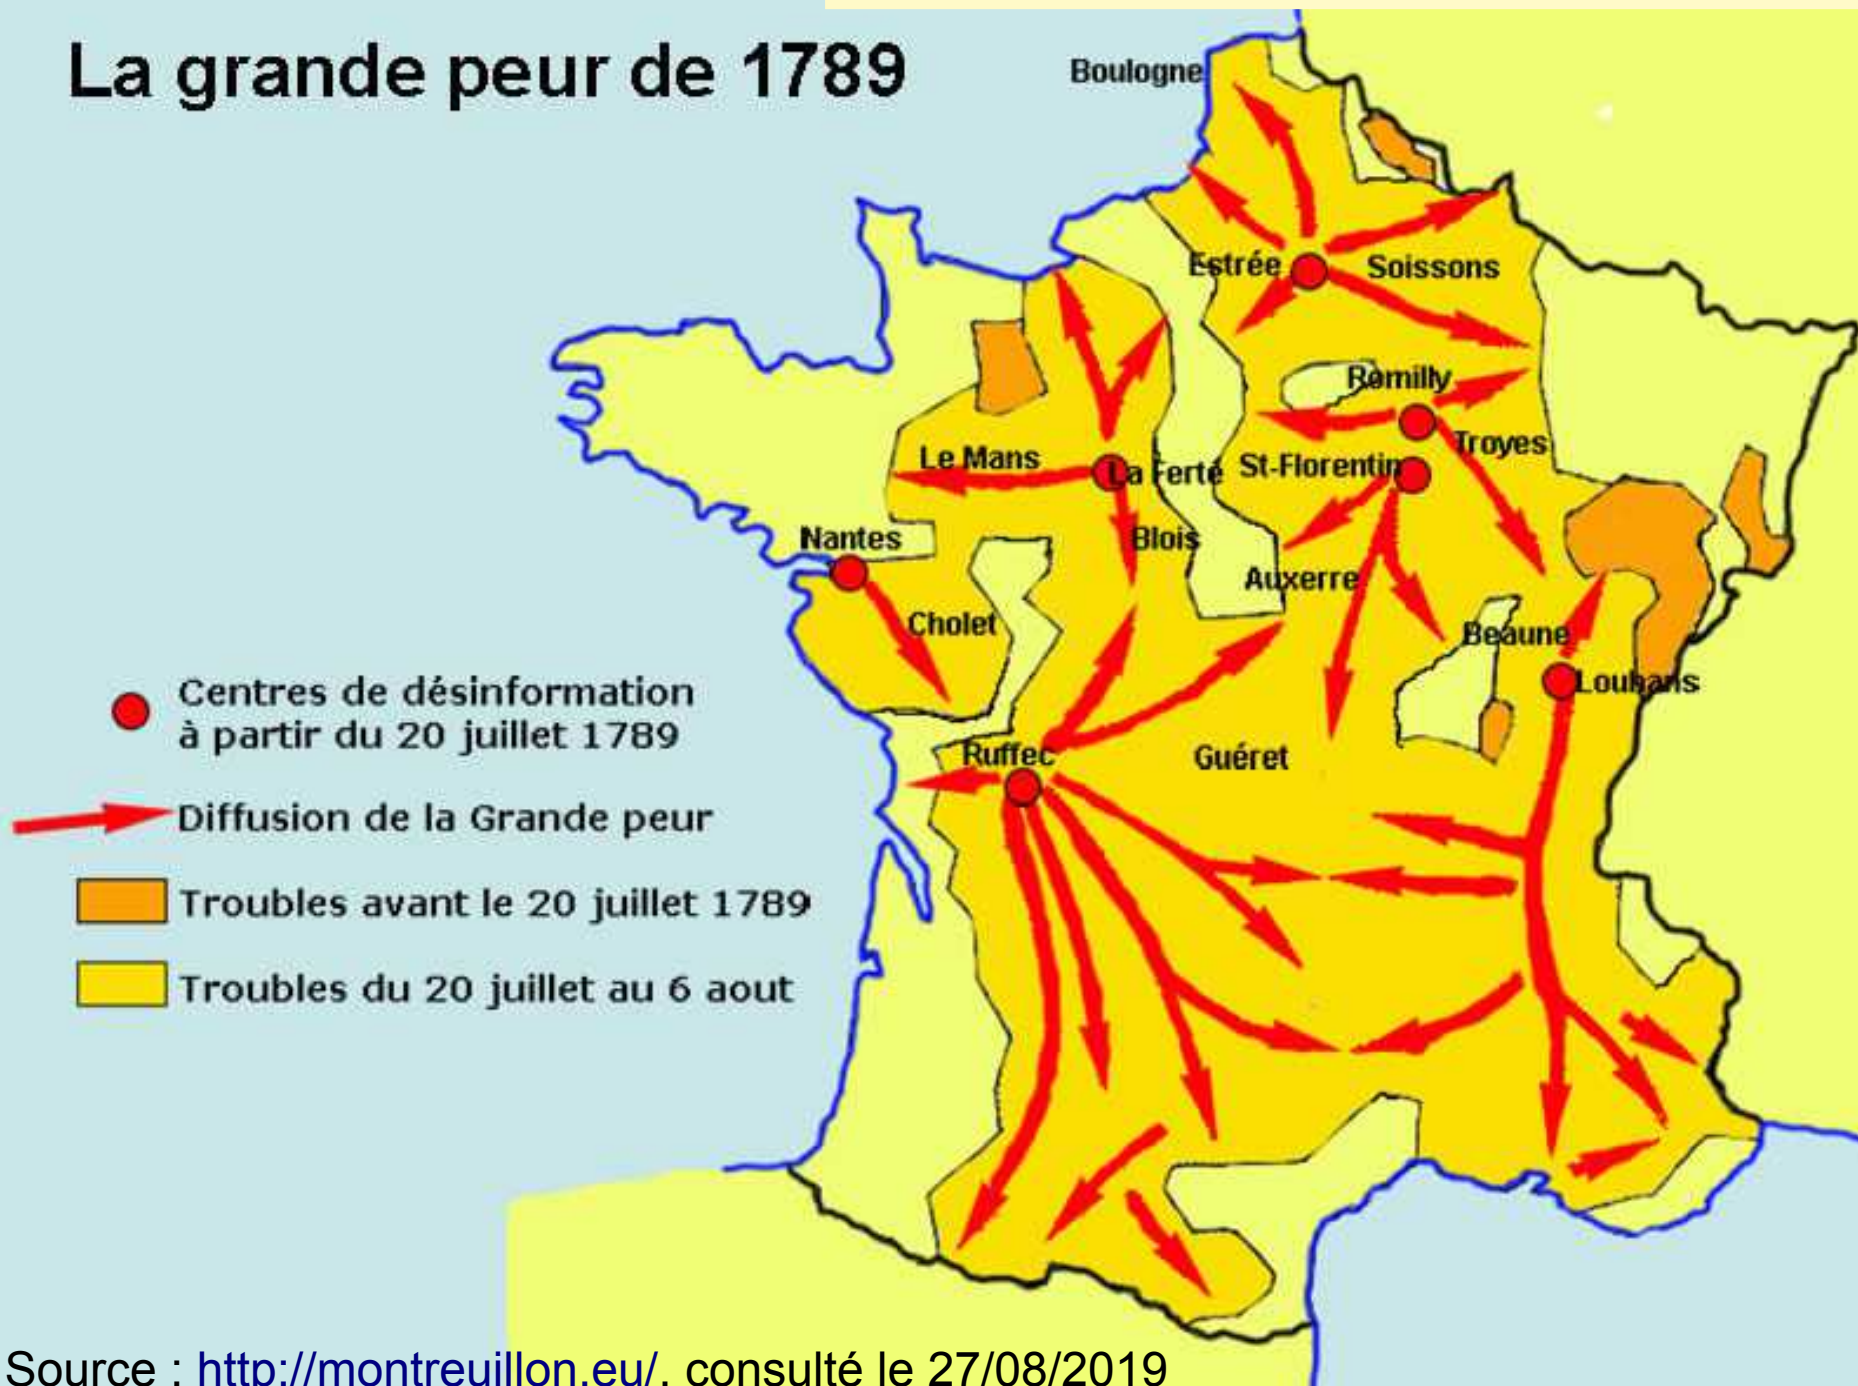 La grande peur de 1789
Boulogne
Estrée
Soissons
Romilly
Troyes
Le Mans
La Ferté
St-Florentin
Nantes
Blois
Auxerre
Cholet
Beaune
Louhans
Ruffec
Guéret
Centres de désinformation
à partir du 20 juillet 1789
Diffusion de la Grande peur
Troubles avant le 20 juillet 1789
Troubles du 20 juillet au 6 aout
Source : http://montreuillon.eu/, consulté le 27/08/2019